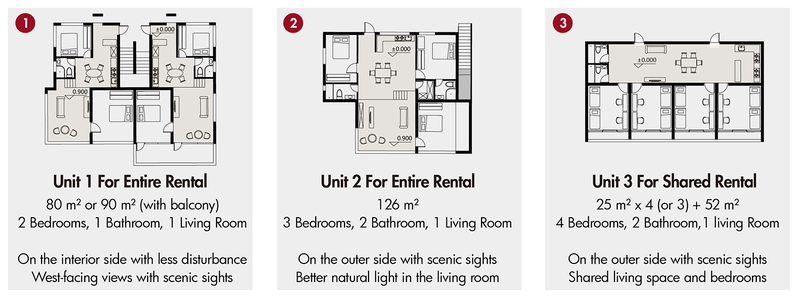 1
±0.000
±0.000
0.900
Unit 1 For Entire Rental
80 m² or 90 m² (with balcony)
2 Bedrooms, 1 Bathroom, 1 Living Room
On the interior side with less disturbance
West-facing views with scenic sights
2
±0.000
0.900
Unit 2 For Entire Rental
126 m²
3 Bedrooms, 2 Bathroom, 1 Living Room
On the outer side with scenic sights
Better natural light in the living room
3
±0.000
Unit 3 For Shared Rental
25 m² x 4 (or 3) + 52 m²
4 Bedrooms, 2 Bathroom,1 living Room
On the outer side with scenic sights
Shared living space and bedrooms